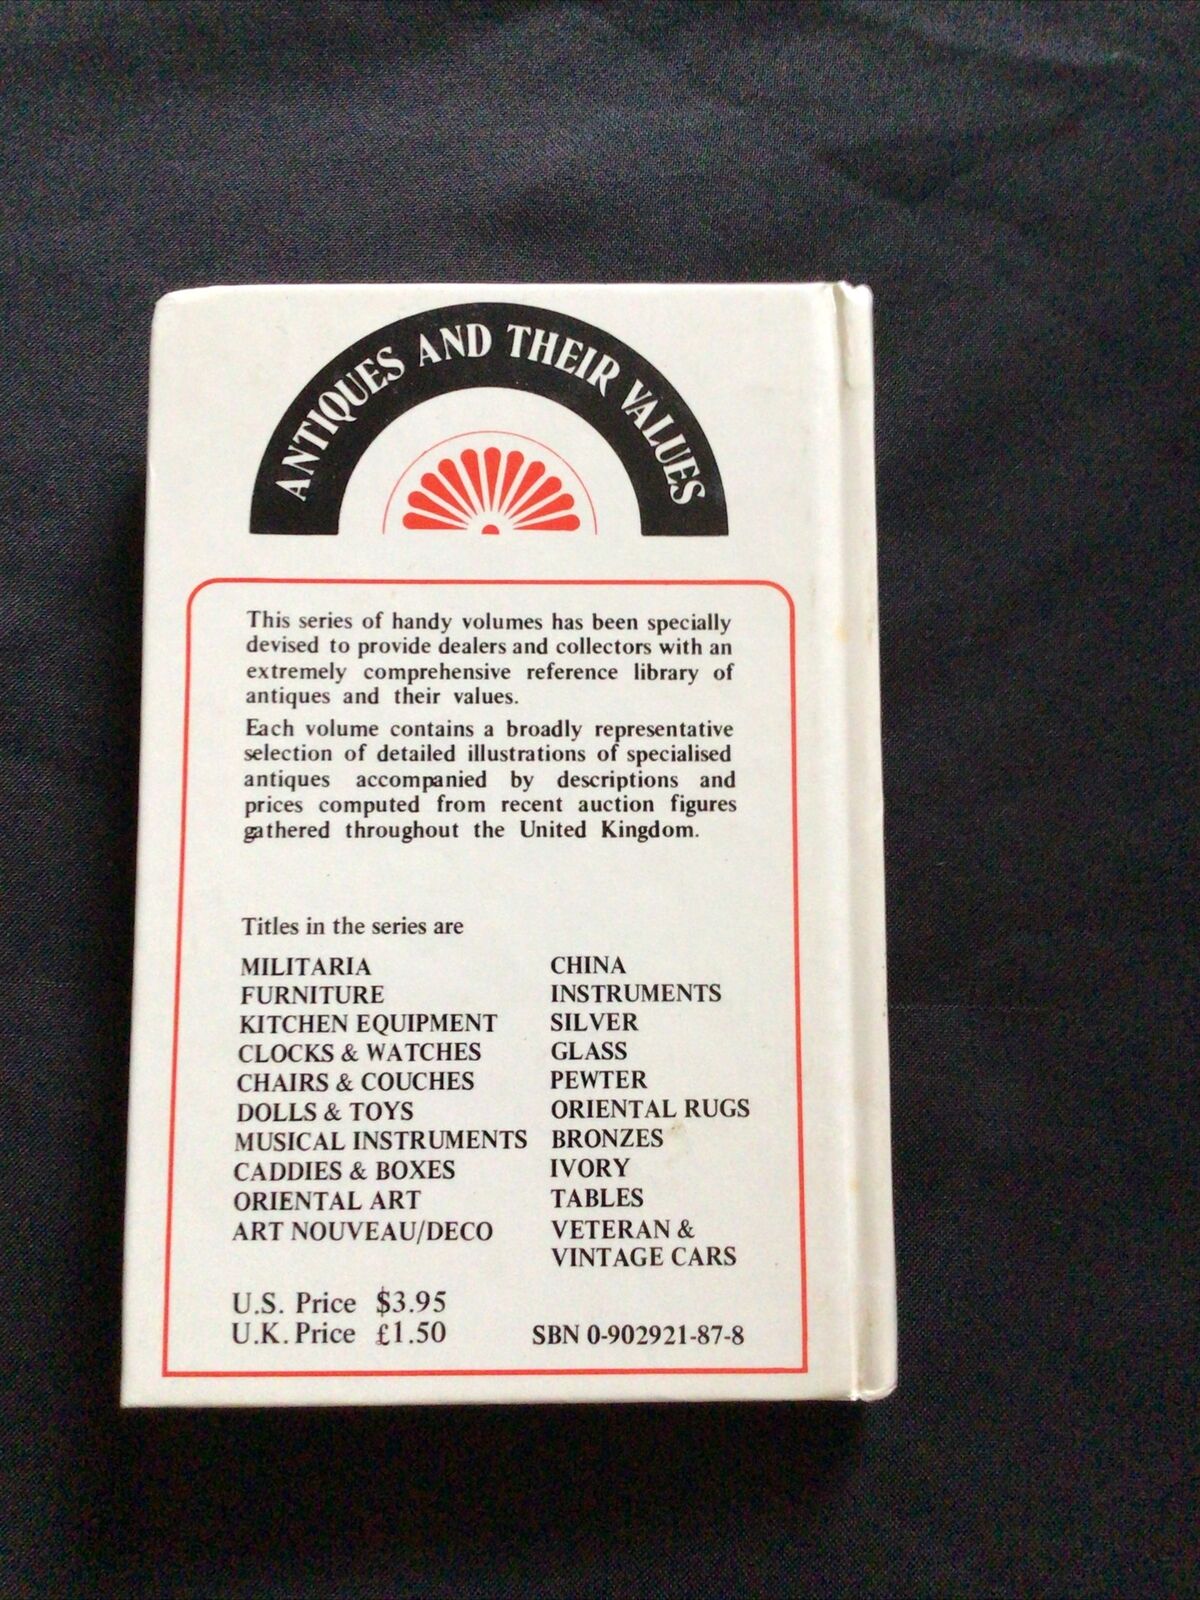 ANTIQUES AND THEIR VALUES
This series of handy volumes has been specially
devised to provide dealers and collectors with an
extremely comprehensive reference library of
antiques and their values.
Each volume contains a broadly representative
selection of detailed illustrations of specialised
antiques accompanied by descriptions and
prices computed from recent auction figures
gathered throughout the United Kingdom.
Titles in the series are
MILITARIA
FURNITURE
KITCHEN EQUIPMENT
CLOCKS & WATCHES
CHAIRS & COUCHES
DOLLS & TOYS
MUSICAL INSTRUMENTS
CADDIES & BOXES
ORIENTAL ART
ART NOUVEAU/DECO
CHINA
INSTRUMENTS
SILVER
GLASS
PEWTER
ORIENTAL RUGS
BRONZES
IVORY
TABLES
VETERAN &
VINTAGE CARS
U.S. Price $3.95
U.K. Price £1.50
SBN 0-902921-87-8